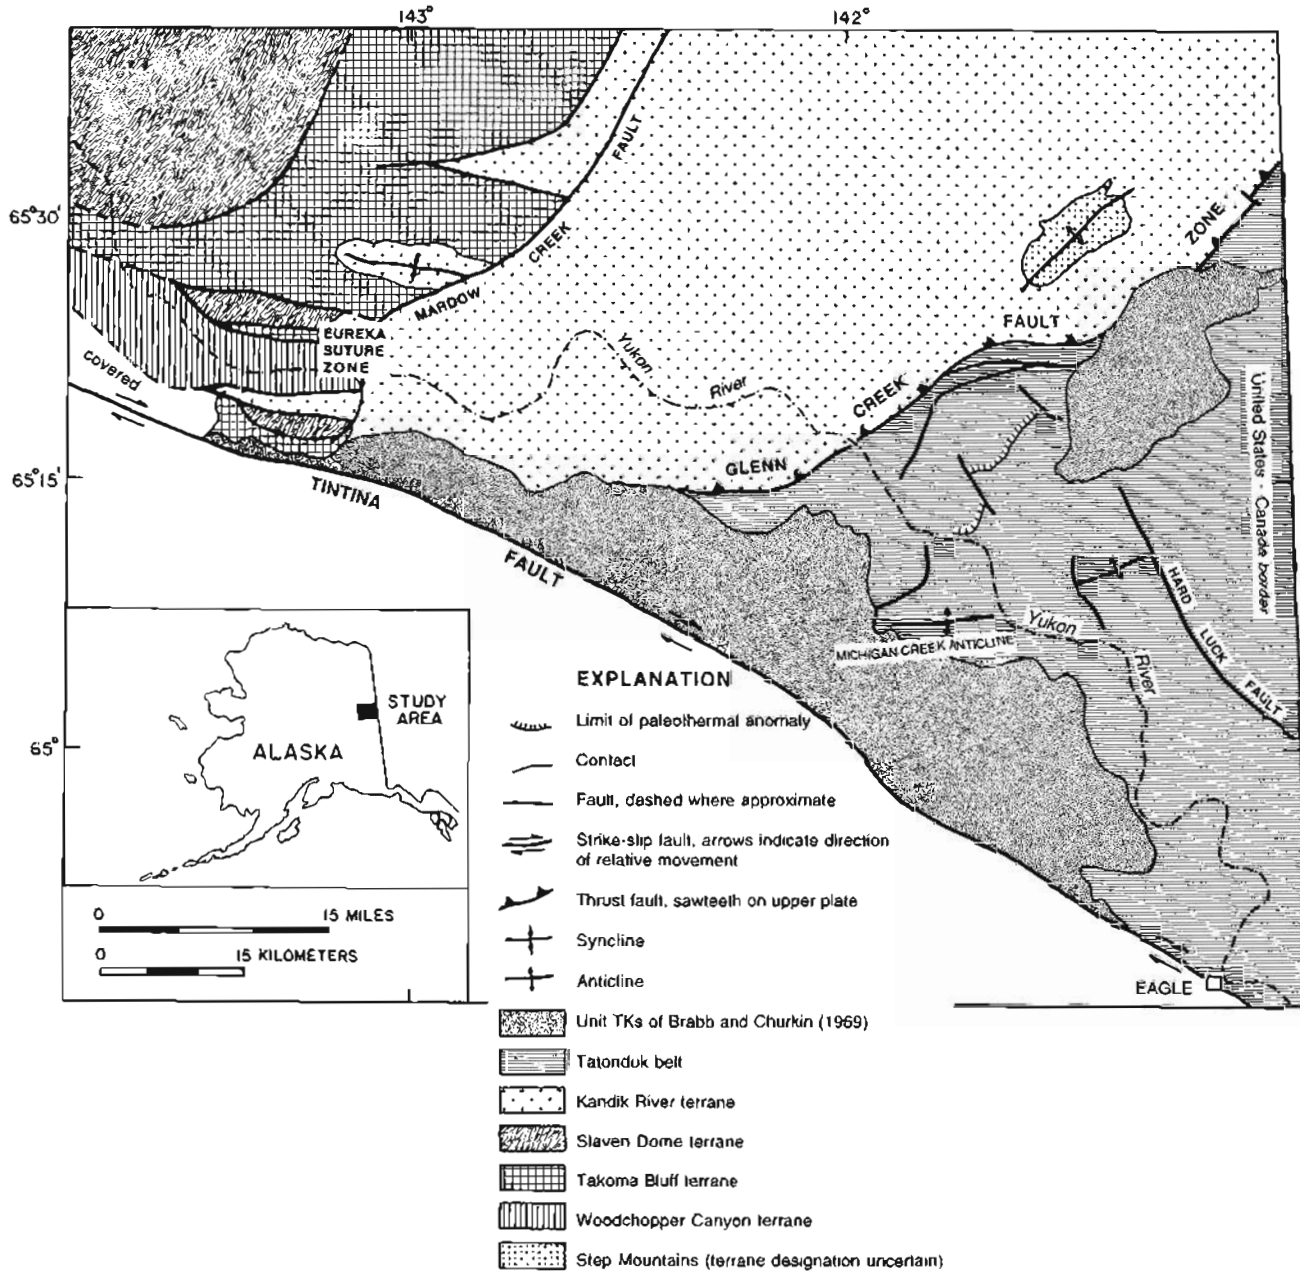 143°
142°
65°30'
65°15'
65°
FAULT
CREEK
MARDOW
EUREKA
SUTURE
ZONE
covered
TINTINA
FAULT
Yukon
River
GLENN
CREEK
FAULT
ZONE
United States - Canada border
HARD
LUCK
FAULT
MICHIGAN CREEK ANTICLINE
Yukon
River
EAGLE
STUDY
AREA
ALASKA
0 15 MILES
0 15 KILOMETERS
EXPLANATION
Limit of paleothermal anomaly
Contact
Fault, dashed where approximate
Strike-slip fault, arrows indicate direction
of relative movement
Thrust fault, sawteeth on upper plate
Syncline
Anticline
Unit TKs of Brabb and Churkin (1969)
Tatonduk belt
Kandik River terrane
Slaven Dome terrane
Takoma Bluff terrane
Woodchopper Canyon terrane
Step Mountains (terrane designation uncertain)